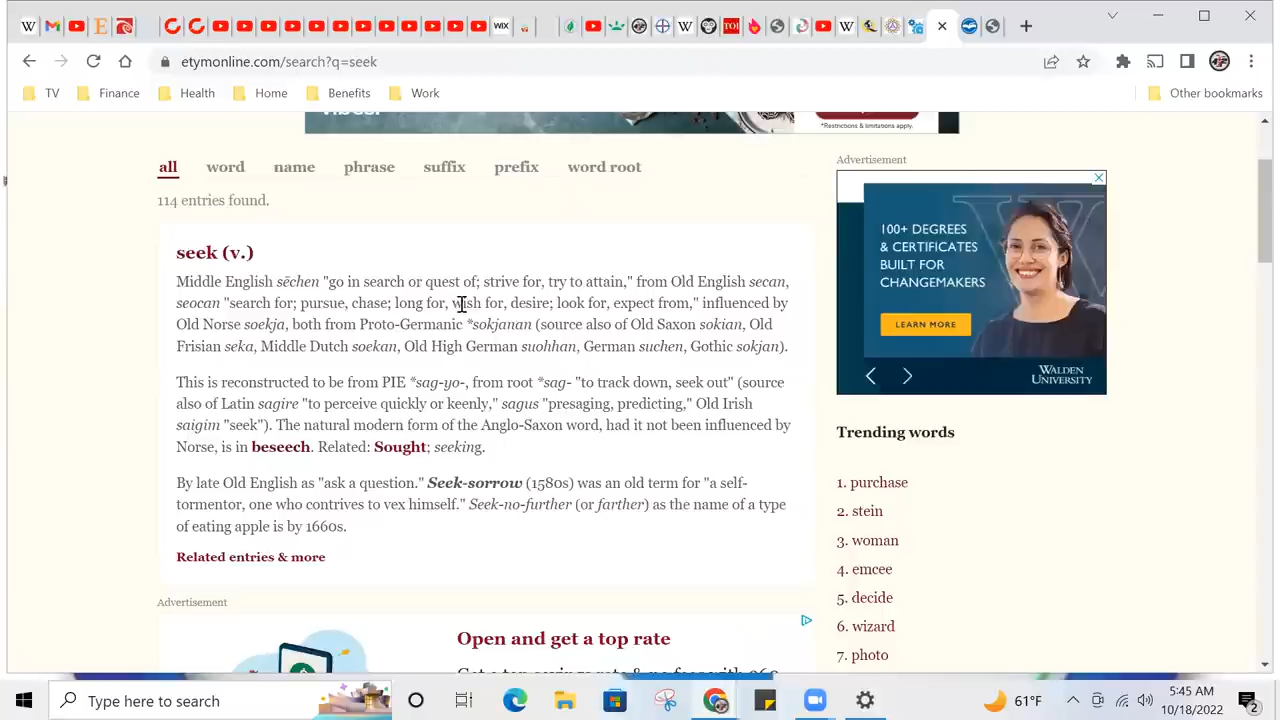 WIX
TOI
etymonline.com/search?q=seek
TV Finance Health Home Benefits Work Other bookmarks
*Restrictions & limitations apply.
all word name phrase suffix prefix word root
114 entries found.
seek (v.)
Middle English sēchen "go in search or quest of; strive for, try to attain," from Old English secan,
seocan "search for; pursue, chase; long for, wish for, desire; look for, expect from," influenced by
Old Norse soekja, both from Proto-Germanic *sokjanan (source also of Old Saxon sokian, Old
Frisian seka, Middle Dutch soekan, Old High German suohhan, German suchen, Gothic sokjan).
This is reconstructed to be from PIE *sag-yo-, from root *sag- "to track down, seek out" (source
also of Latin sagire "to perceive quickly or keenly," sagus "presaging, predicting," Old Irish
saigim "seek"). The natural modern form of the Anglo-Saxon word, had it not been influenced by
Norse, is in beseech. Related: Sought; seeking.
By late Old English as "ask a question." Seek-sorrow (1580s) was an old term for "a self-
tormentor, one who contrives to vex himself." Seek-no-further (or farther) as the name of a type
of eating apple is by 1660s.
Related entries & more
Advertisement
Open and get a top rate
Advertisement
100+ DEGREES
& CERTIFICATES
BUILT FOR
CHANGEMAKERS
LEARN MORE
WALDEN
UNIVERSITY
Trending words
1. purchase
2. stein
3. woman
4. emcee
5. decide
6. wizard
7. photo
Type here to search
61°F
5:45 AM
10/18/2022
2